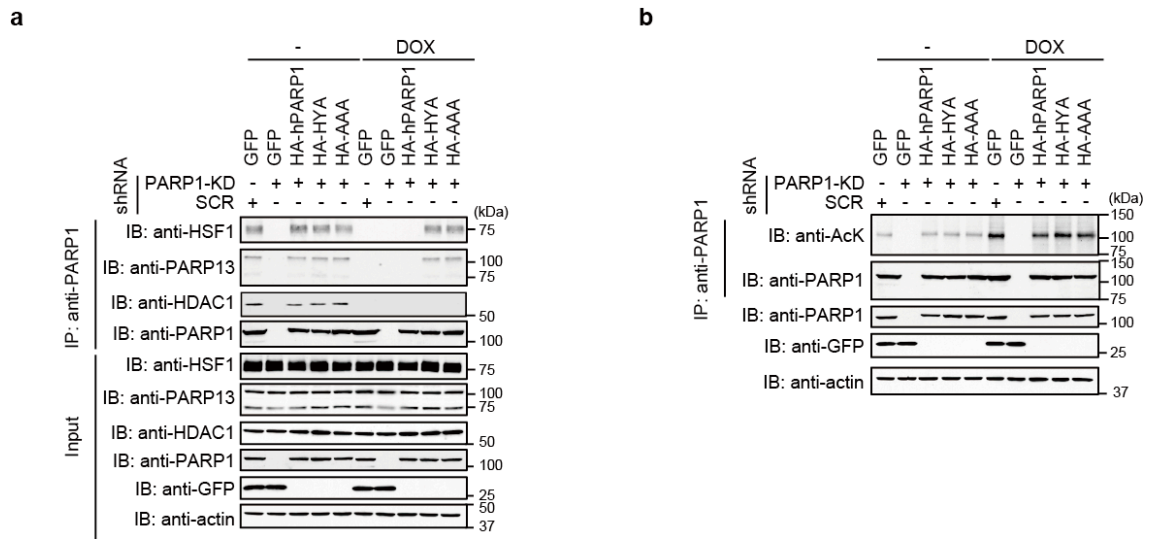 a
- DOX
GFP GFP HA-hPARP1 HA-HYA HA-AAA GFP GFP HA-hPARP1 HA-HYA HA-AAA
shRNA
PARP1-KD - + + + + - + + + +
SCR + +
(kDa)
IP: anti-PARP1
IB: anti-HSF1 75
IB: anti-PARP13 100
75
IB: anti-HDAC1
50
IB: anti-PARP1
100
Input
IB: anti-HSF1 75
IB: anti-PARP13 100
75
IB: anti-HDAC1
50
IB: anti-PARP1 100
IB: anti-GFP
25
IB: anti-actin 50
37
b
- DOX
GFP GFP HA-hPARP1 HA-HYA HA-AAA GFP GFP HA-hPARP1 HA-HYA HA-AAA
shRNA
PARP1-KD - + + + + - + + + +
SCR + +
(kDa)
IP: anti-PARP1
150
IB: anti-AcK 100
75
150
IB: anti-PARP1 100
75
IB: anti-PARP1 100
IB: anti-GFP 25
IB: anti-actin
37